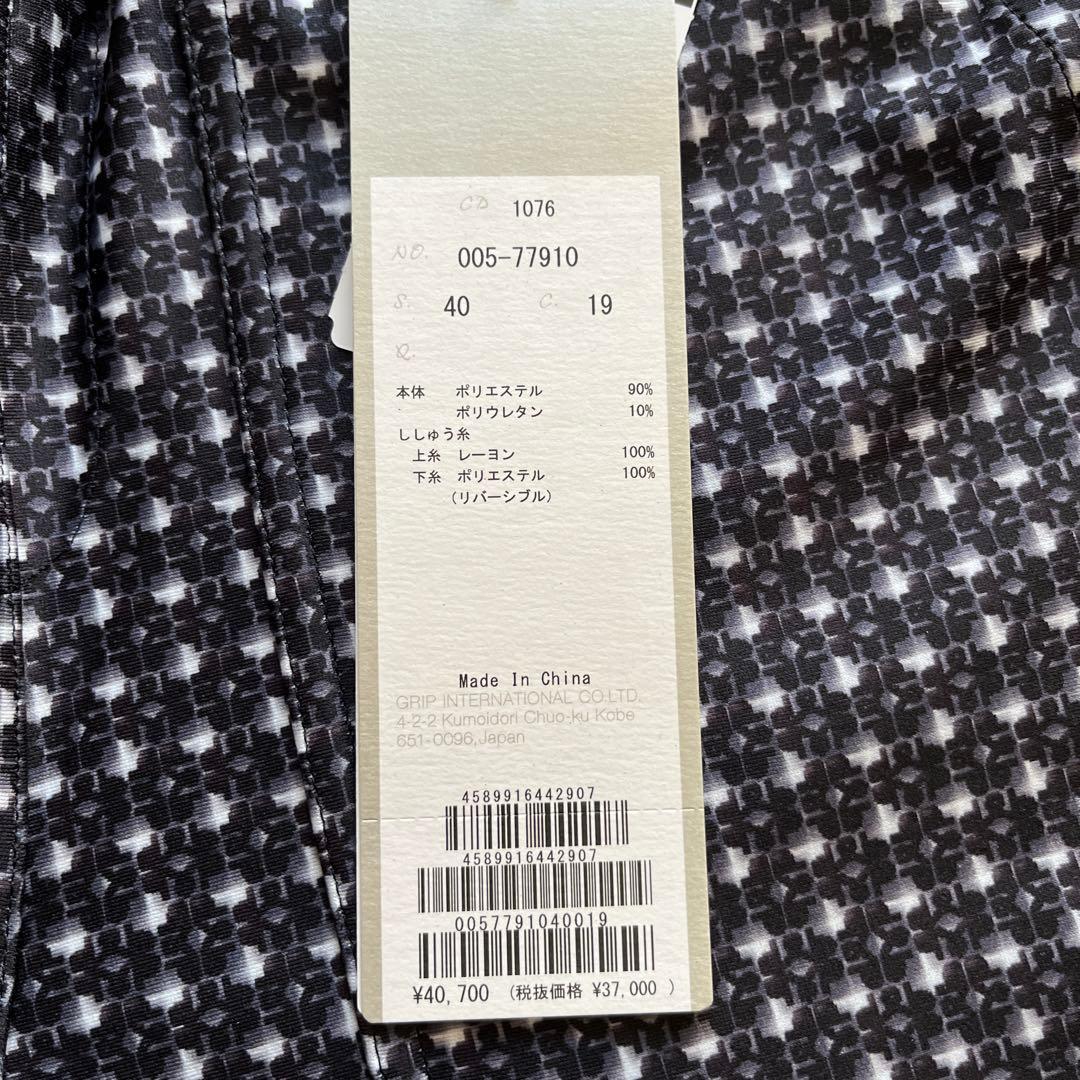 CD 1076
NO. 005-77910
S. 40 C. 19
R.
本体 ポリエステル 90%
ポリウレタン 10%
ししゅう糸
上糸 レーヨン 100%
下糸 ポリエステル 100%
(リバーシブル)
Made In China
GRIP INTERNATIONAL CO.LTD.
4-2-2 Kumoidori Chuo-ku Kobe
651-0096,Japan
4589916442907
4589916442907
0057791040019
¥40,700 (税抜価格 ¥37,000 )